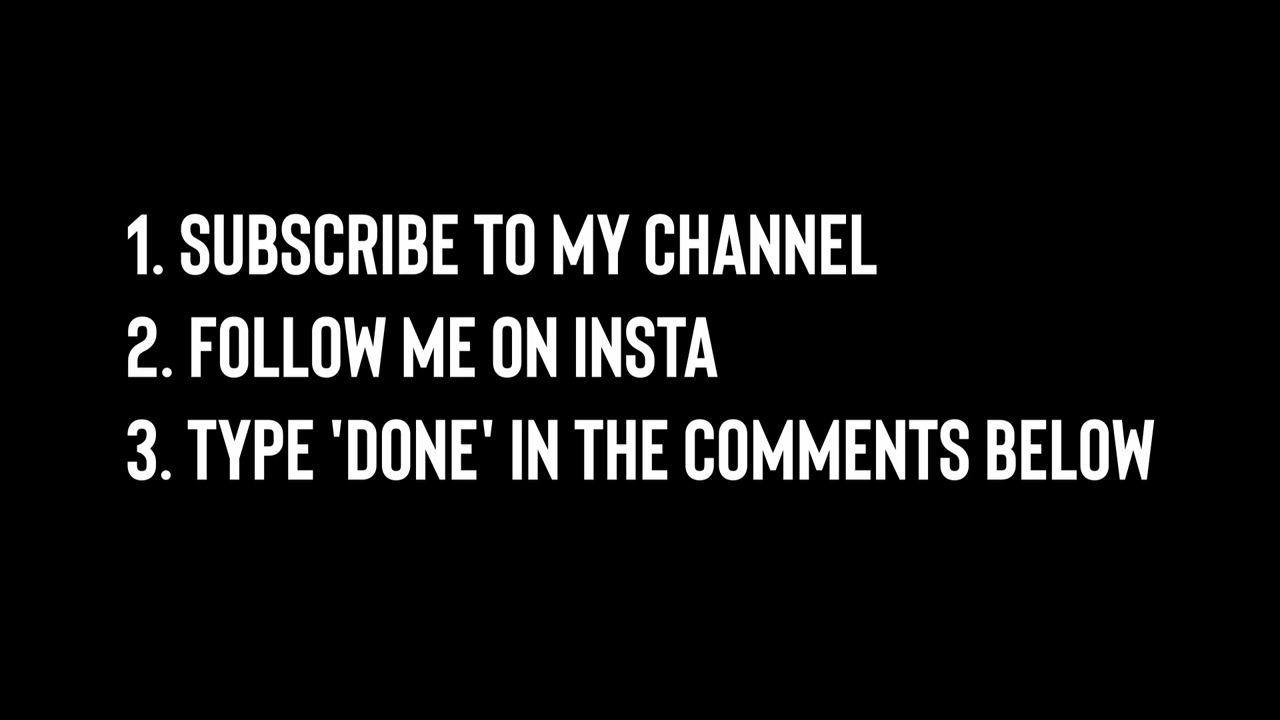 1. SUBSCRIBE TO MY CHANNEL
2. FOLLOW ME ON INSTA
3. TYPE 'DONE' IN THE COMMENTS BELOW